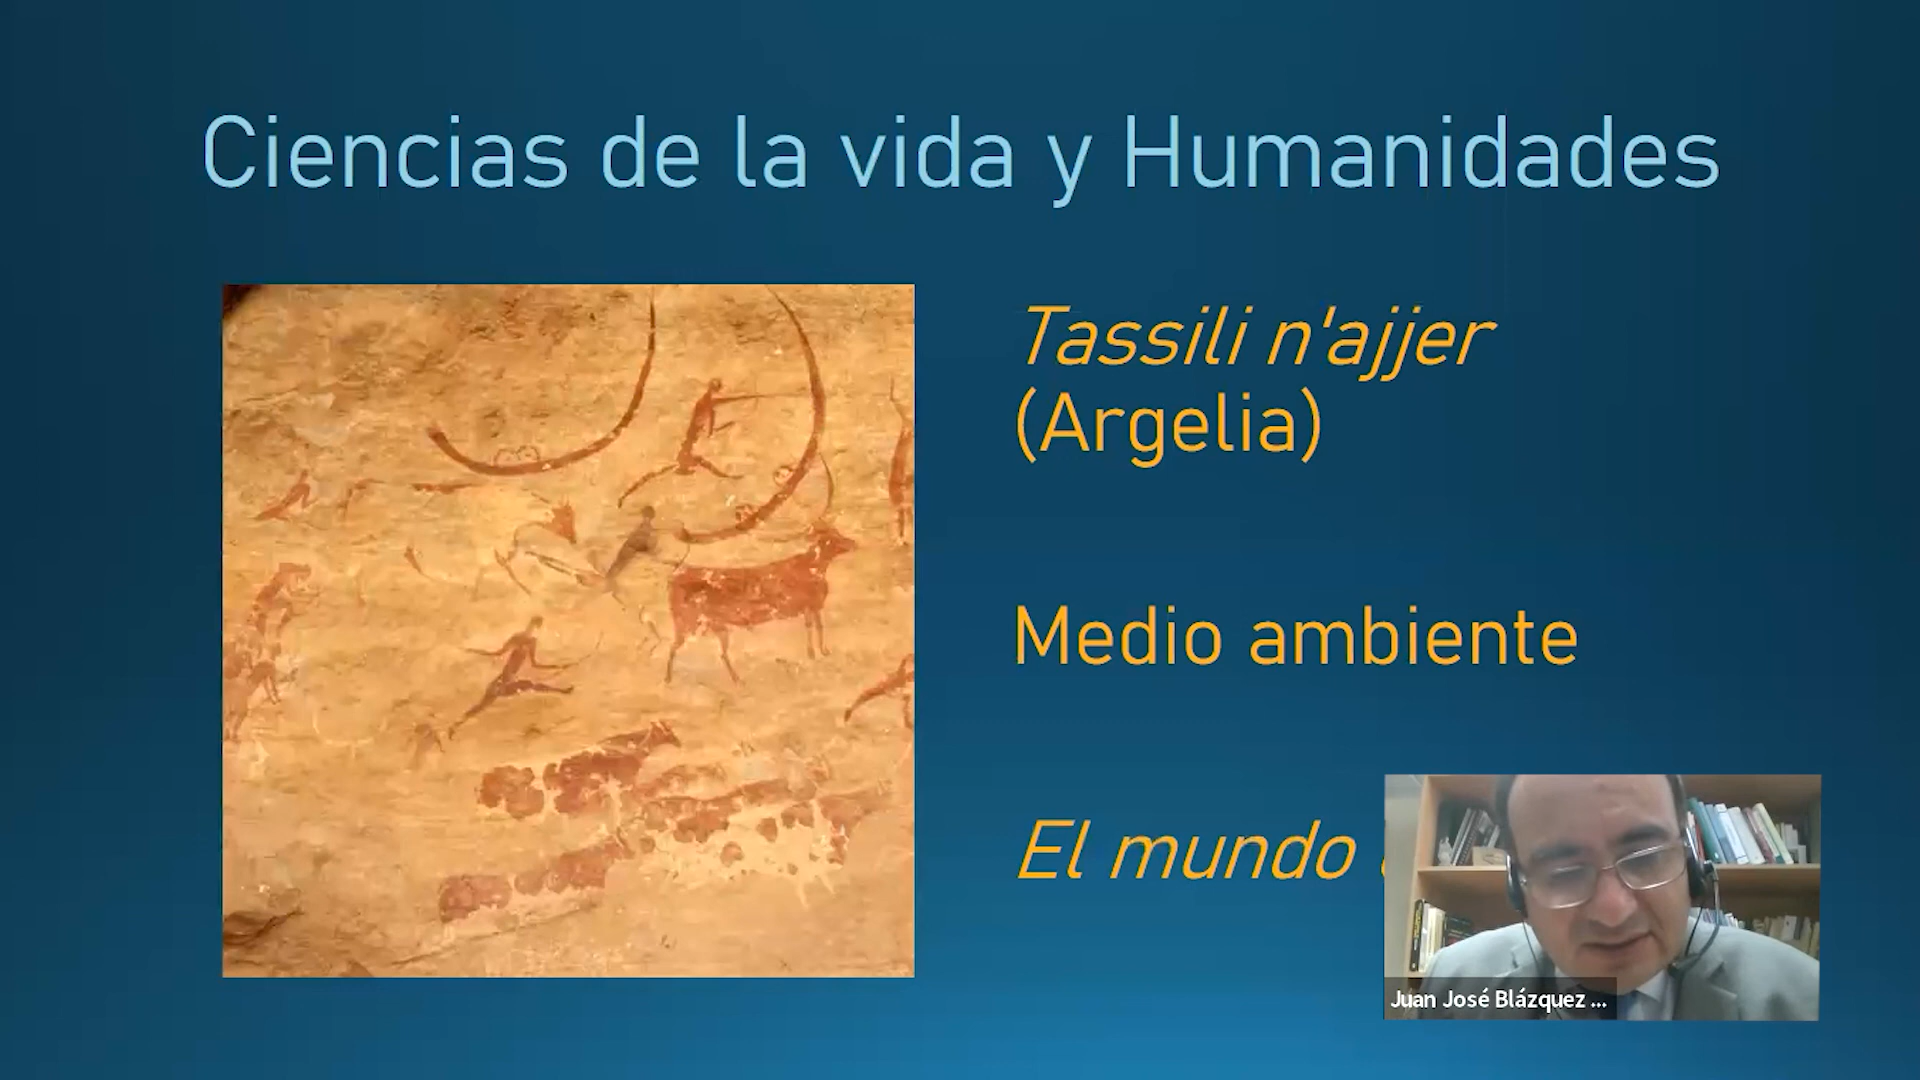 Ciencias de la vida y Humanidades
Tassili n'ajjer
(Argelia)
Medio ambiente
El mundo
Juan José Blázquez ...